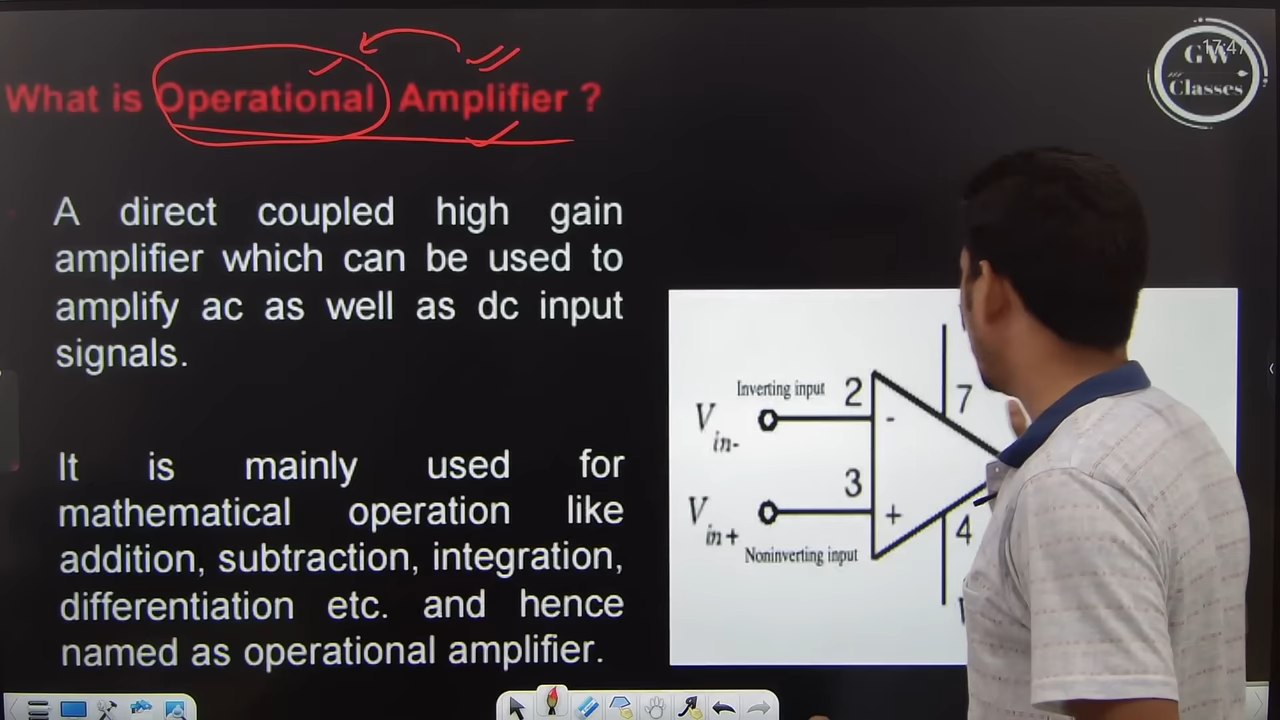 What is Operational Amplifier ?
17:47
GW
Classes
A direct coupled high gain
amplifier which can be used to
amplify ac as well as dc input
signals.
It is mainly used for
mathematical operation like
addition, subtraction, integration,
differentiation etc. and hence
named as operational amplifier.
Inverting input
2
V in-
-
7
3
V in+
+
4
Noninverting input